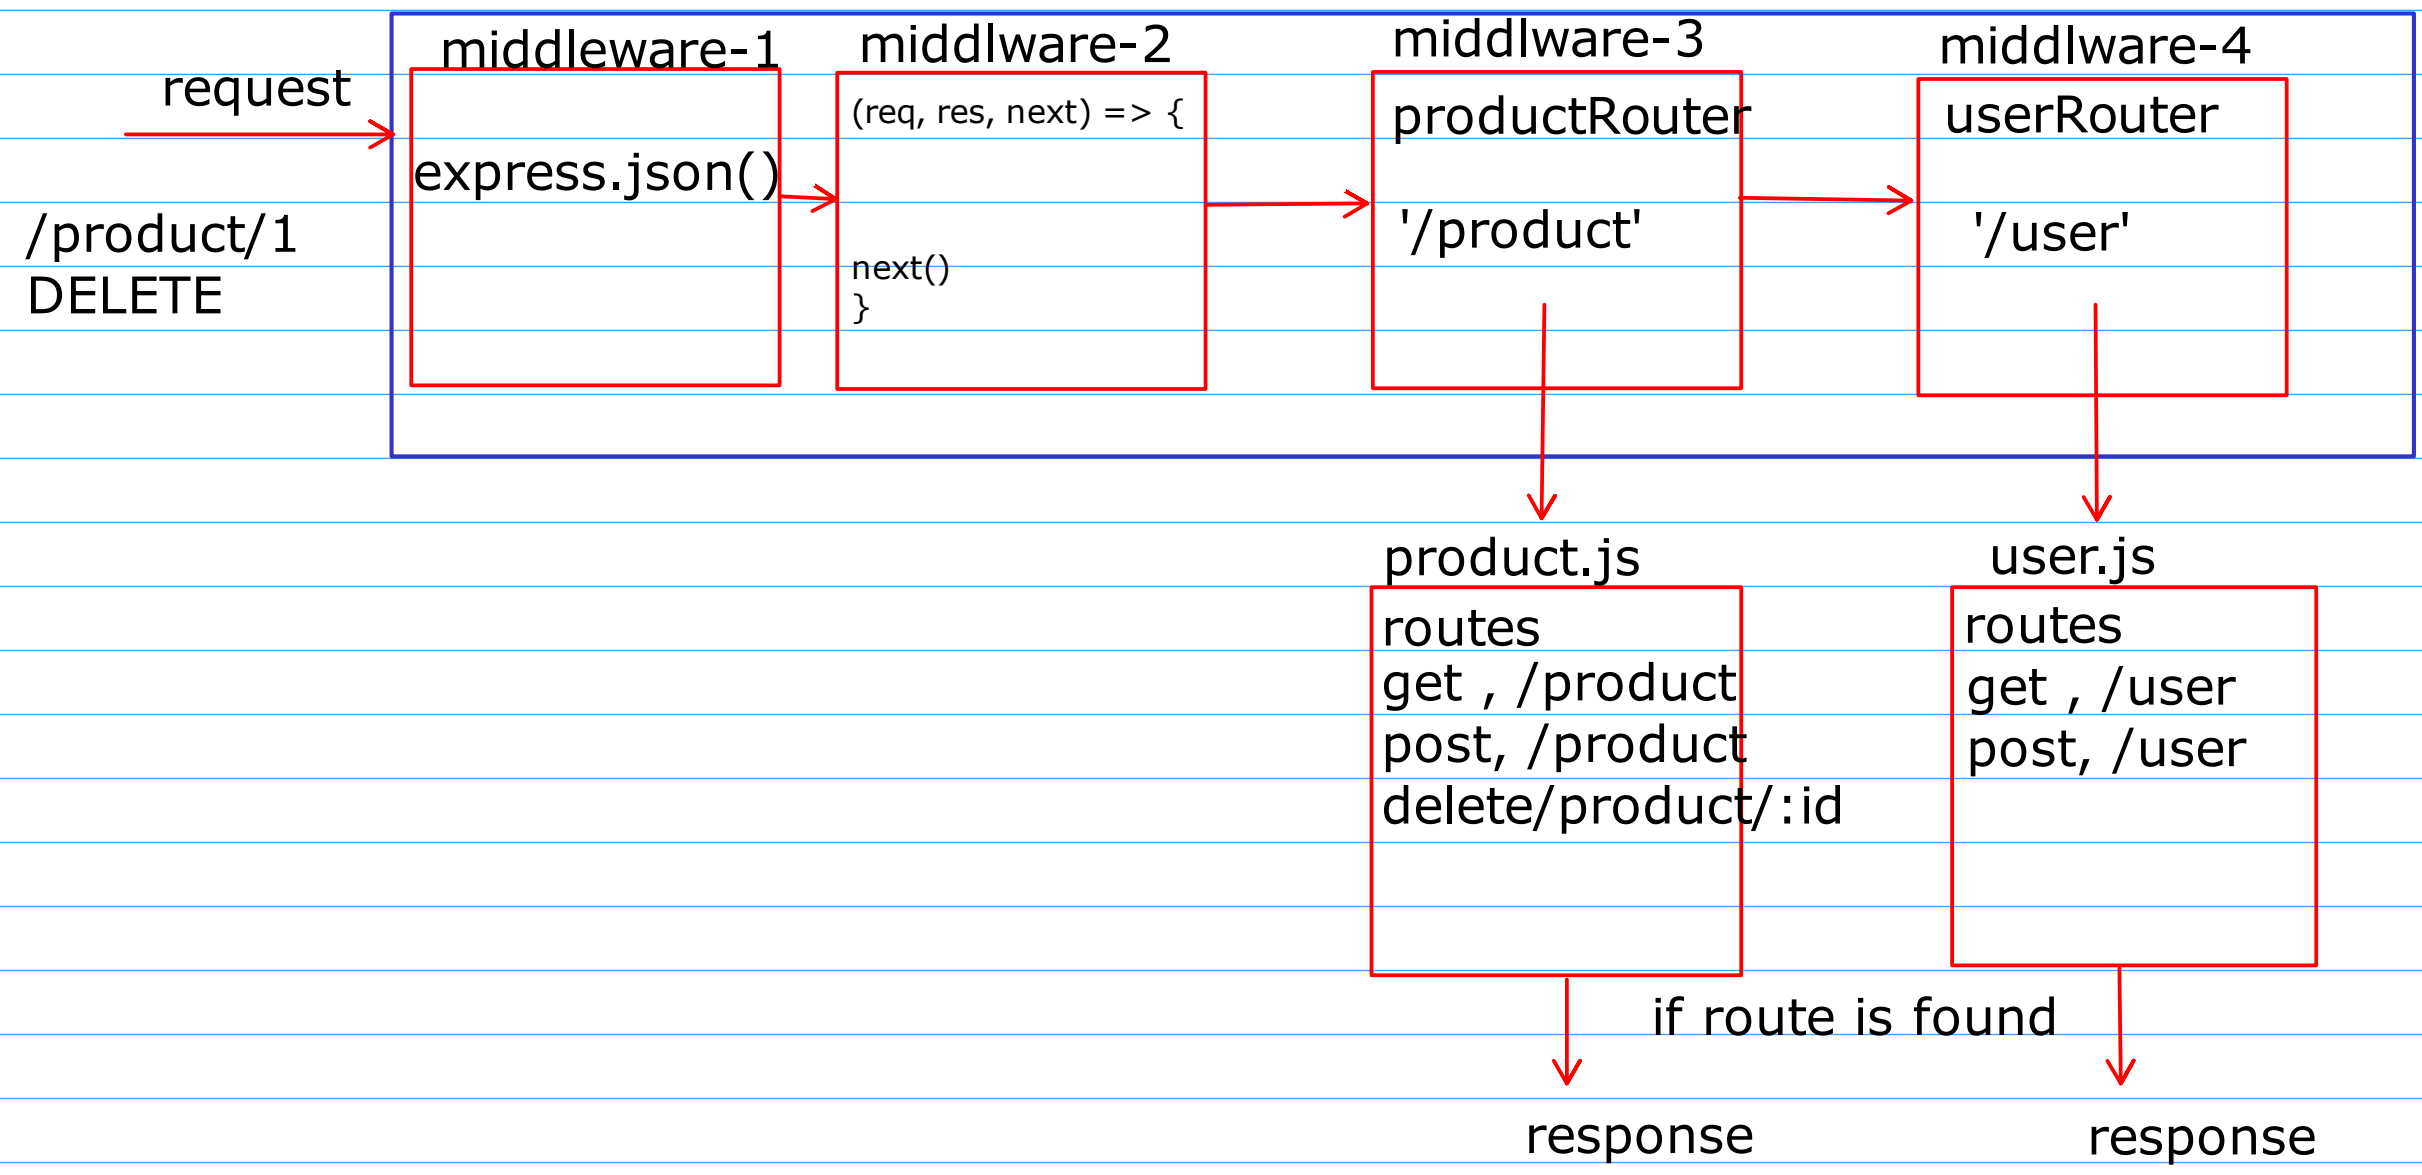 request
/product/1
DELETE
middleware-1
express.json()
middlware-2
(req, res, next) => {
next()
}
middlware-3
productRouter
'/product'
middlware-4
userRouter
'/user'
product.js
routes
get , /product
post, /product
delete/product/:id
user.js
routes
get , /user
post, /user
if route is found
response
response